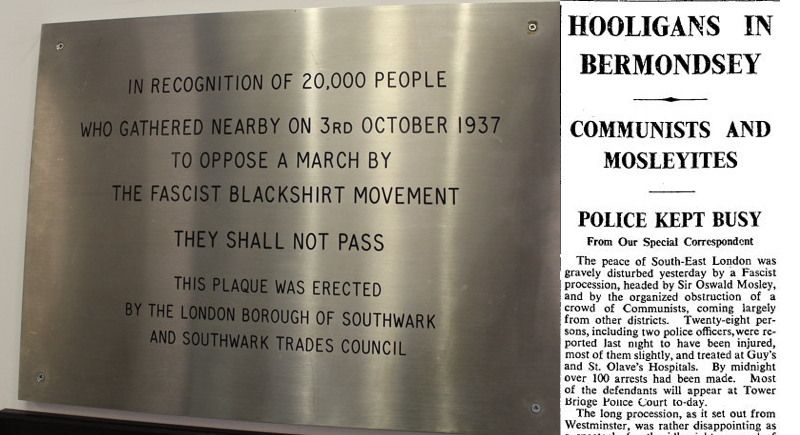 IN RECOGNITION OF 20,000 PEOPLE
WHO GATHERED NEARBY ON 3RD OCTOBER 1937
TO OPPOSE A MARCH BY
THE FASCIST BLACKSHIRT MOVEMENT
THEY SHALL NOT PASS
THIS PLAQUE WAS ERECTED
BY THE LONDON BOROUGH OF SOUTHWARK
AND SOUTHWARK TRADES COUNCIL
HOOLIGANS IN
BERMONDSEY
COMMUNISTS AND
MOSLEYITES
POLICE KEPT BUSY
From Our Special Correspondent
The peace of South-East London was
gravely disturbed yesterday by a Fascist
procession, headed by Sir Oswald Mosley,
and by the organized obstruction of a
crowd of Communists, coming largely
from other districts. Twenty-eight per-
sons, including two police officers, were re-
ported last night to have been injured,
most of them slightly, and treated at Guy's
and St. Olave's Hospitals. By midnight
over 100 arrests had been made. Most
of the defendants will appear at Tower
Bridge Police Court to-day.
The long procession, as it set out from
Westminster, was rather disappointing as